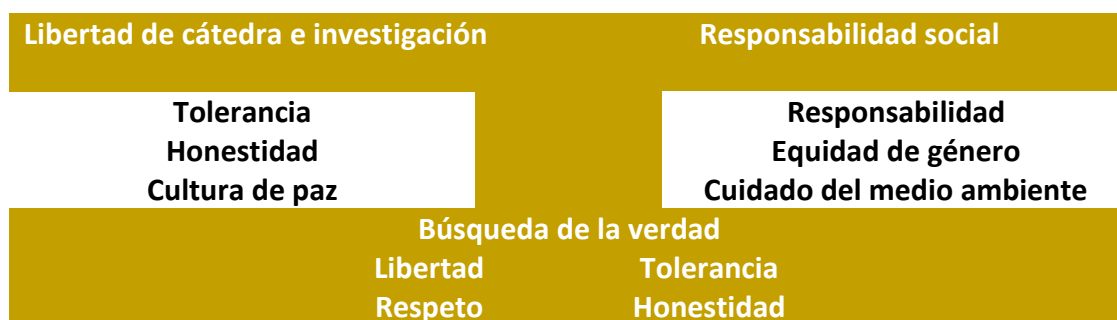 Libertad de cátedra e investigación Responsabilidad social
Tolerancia Responsabilidad
Honestidad Equidad de género
Cultura de paz Cuidado del medio ambiente
Búsqueda de la verdad
Libertad Tolerancia
Respeto Honestidad